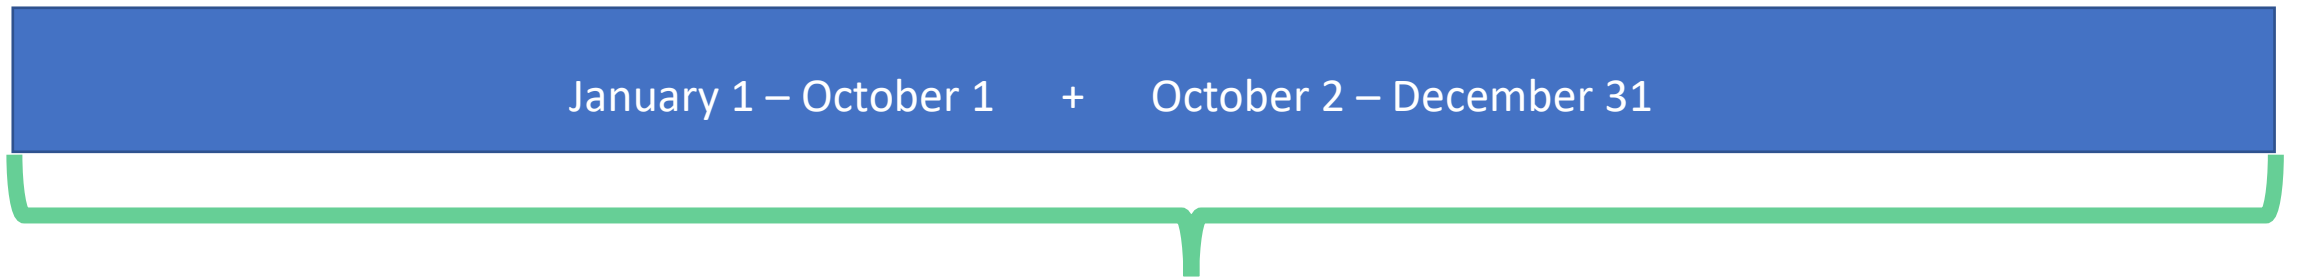 January 1 – October 1 + October 2 – December 31